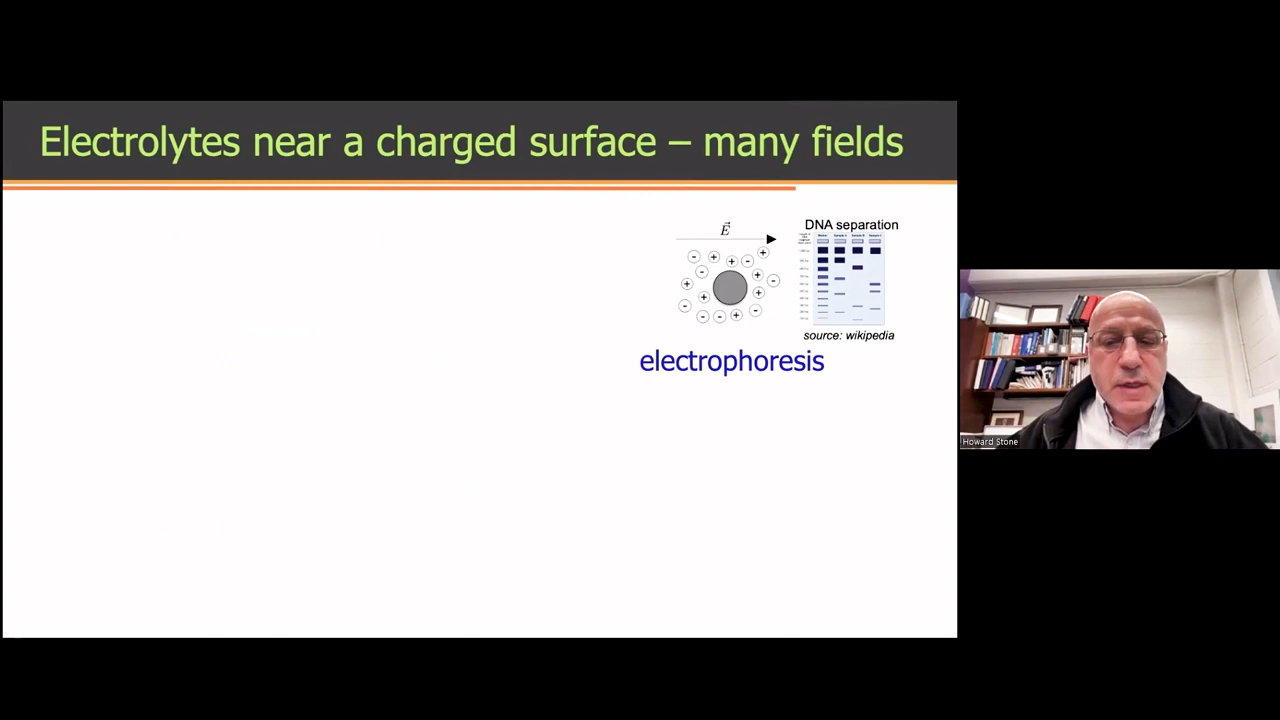 Electrolytes near a charged surface – many fields
E
DNA separation
source: wikipedia
electrophoresis
Howard Stone